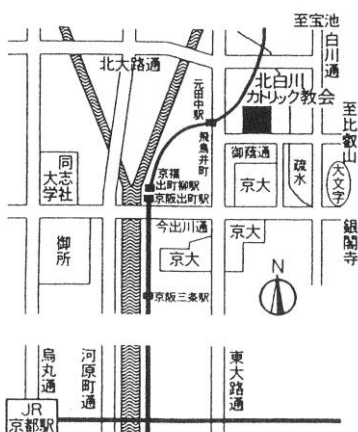 至宝池
白川通
北大路通
元田中駅
北白川
カトリック教会
飛鳥井町
至比叡山
同志社
大学
京福
出町柳駅
京阪出町駅
御蔭通
京大
疏水
大文字
今出川通
京大
京大
銀閣寺
御所
N
京阪三条駅
烏丸通
河原町通
東大路通
JR
京都駅